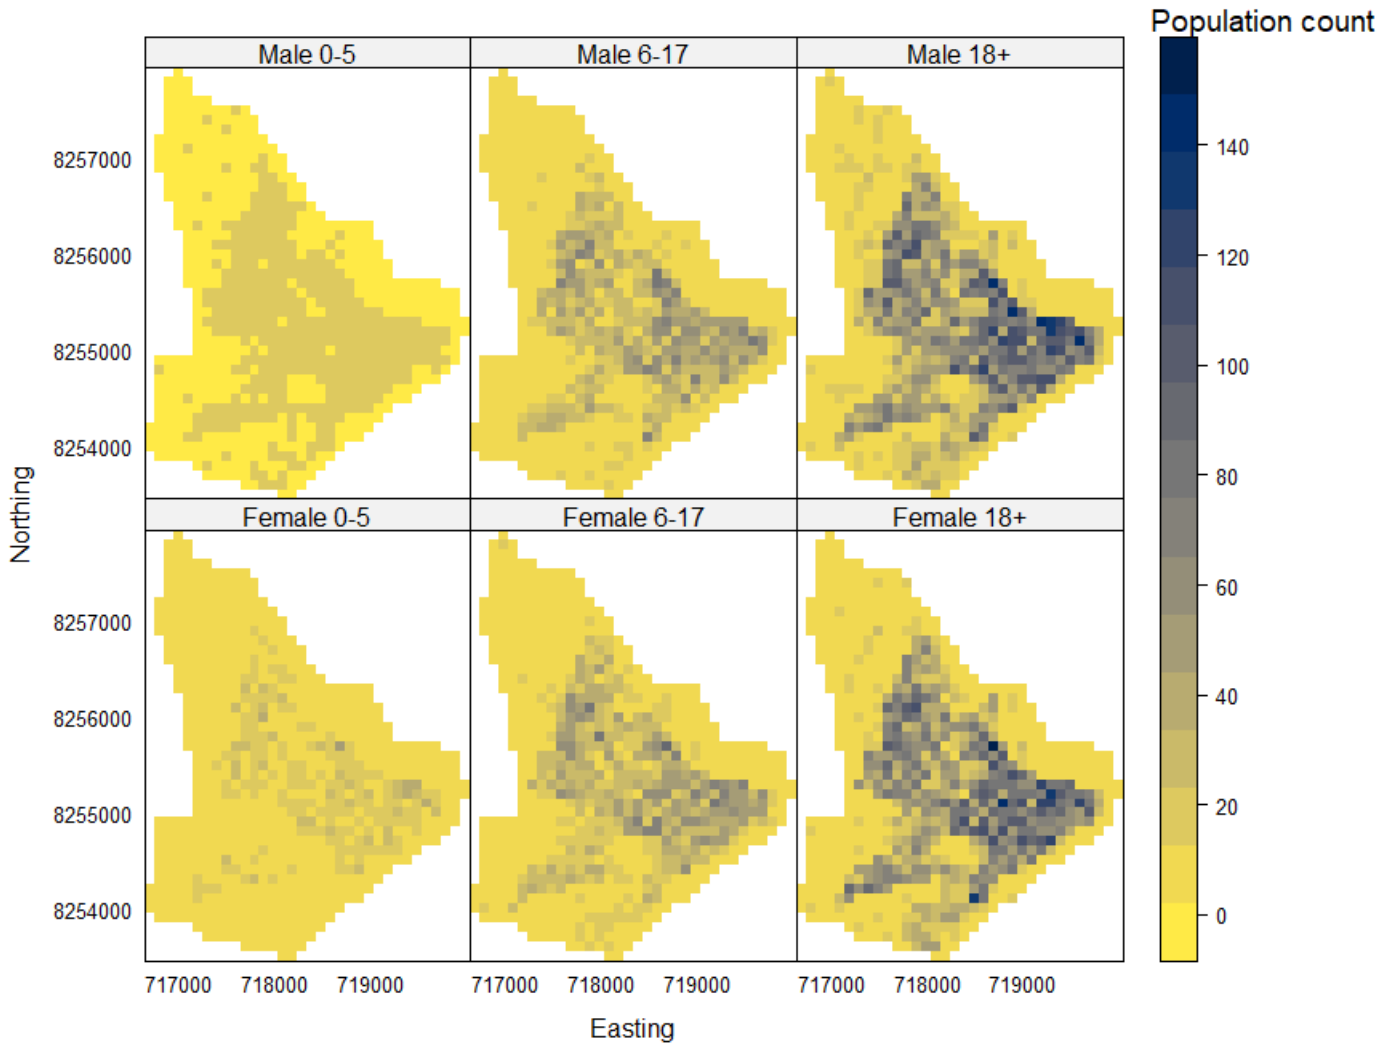 Population count
Male 0-5
Male 6-17
Male 18+
8257000
8256000
8255000
8254000
Female 0-5
Female 6-17
Female 18+
8257000
8256000
8255000
8254000
Northing
717000 718000 719000
717000 718000 719000
717000 718000 719000
Easting
140
120
100
80
60
40
20
0